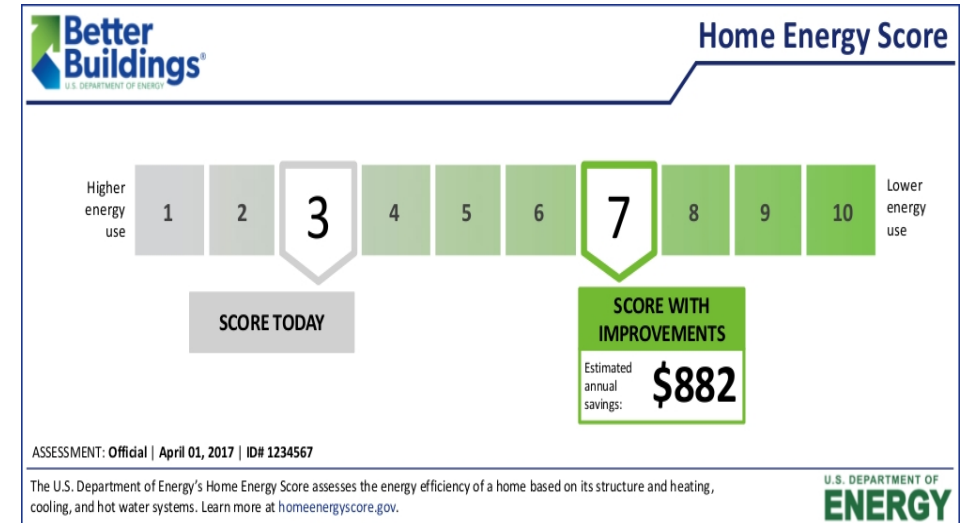 Better
Buildings®
U.S. DEPARTMENT OF ENERGY
Home Energy Score
Higher
energy
use
1 2 3 4 5 6 7 8 9 10
Lower
energy
use
SCORE TODAY
SCORE WITH
IMPROVEMENTS
Estimated
annual
savings:
$882
ASSESSMENT: Official | April 01, 2017 | ID# 1234567
The U.S. Department of Energy's Home Energy Score assesses the energy efficiency of a home based on its structure and heating,
cooling, and hot water systems. Learn more at homeenergyscore.gov.
U.S. DEPARTMENT OF
ENERGY